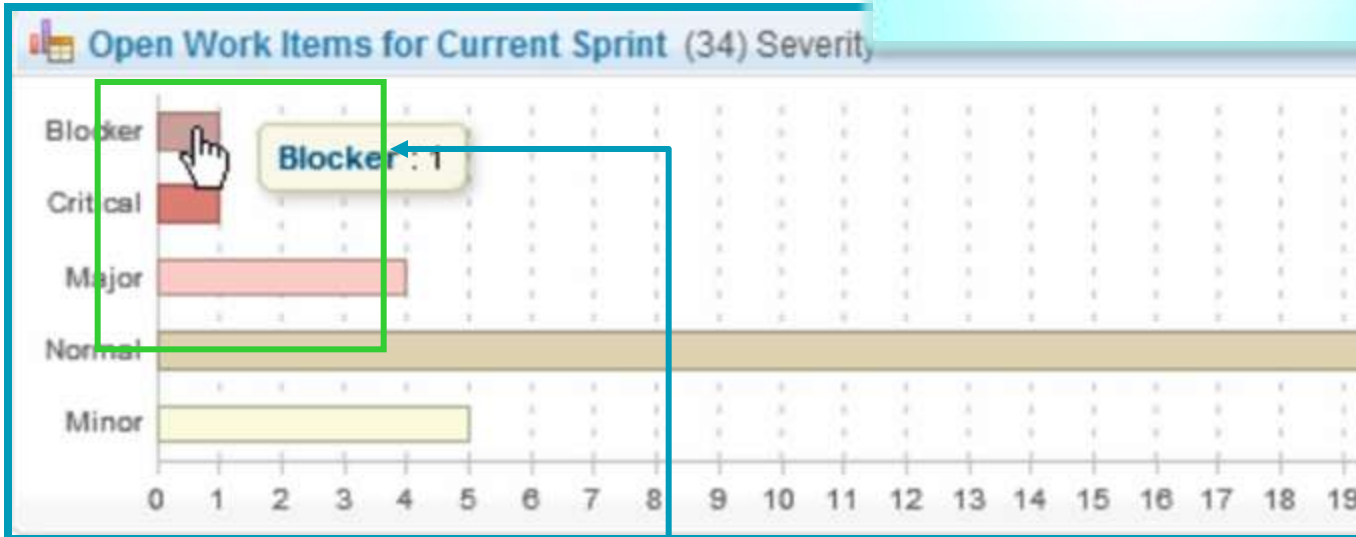 Open Work Items for Current Sprint (34) Severity
Blocker
Blocker : 1
Critical
Major
Normal
Minor
0 1 2 3 4 5 6 7 8 9 10 11 12 13 14 15 16 17 18 19